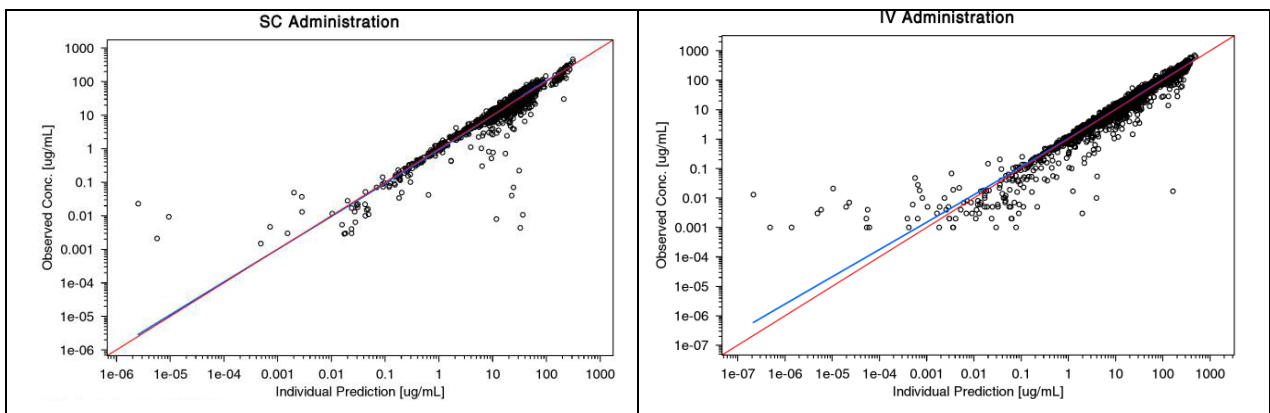 SC Administration
1000
100
10
1
0.1
0.01
0.001
1e-04
1e-05
1e-06
Observed Conc. [ug/mL]
1e-06 1e-05 1e-04 0.001 0.01 0.1 1 10 100 1000
Individual Prediction [ug/mL]
IV Administration
1000
100
10
1
0.1
0.01
0.001
1e-04
1e-05
1e-06
1e-07
Observed Conc. [ug/mL]
1e-07 1e-06 1e-05 1e-04 0.001 0.01 0.1 1 10 100 1000
Individual Prediction [ug/mL]